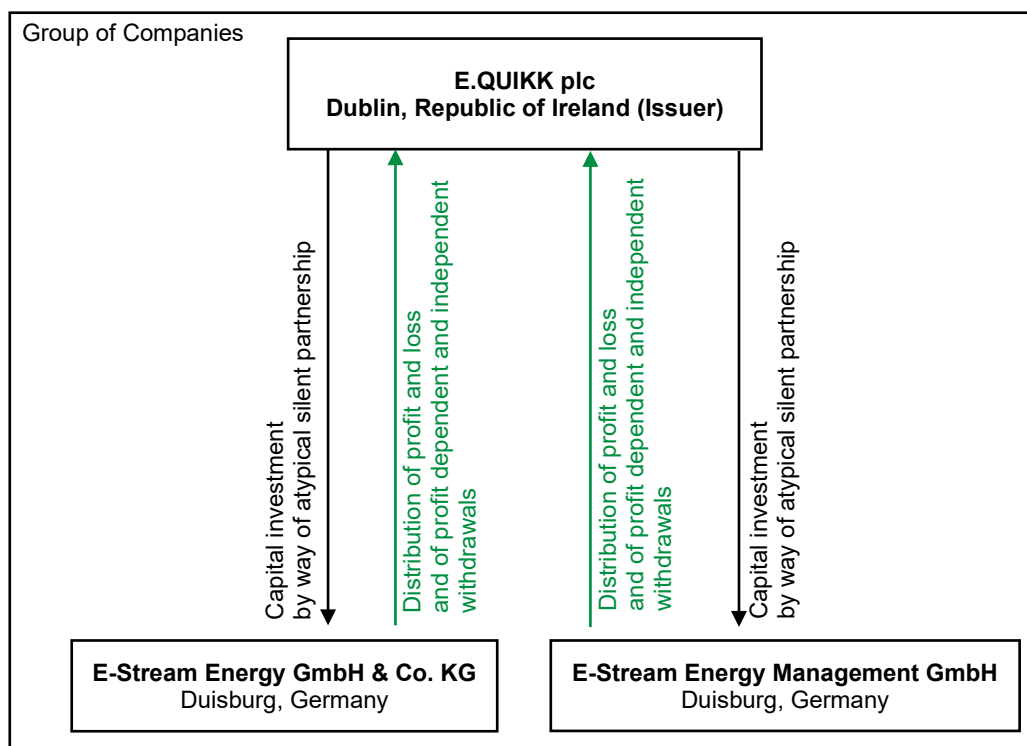 Group of Companies
E.QUIKK plc
Dublin, Republic of Ireland (Issuer)
Capital investment
by way of atypical silent partnership
Distribution of profit and loss
and of profit dependent and independent
withdrawals
Distribution of profit and loss
and of profit dependent and independent
withdrawals
Capital investment
by way of atypical silent partnership
E-Stream Energy GmbH & Co. KG
Duisburg, Germany
E-Stream Energy Management GmbH
Duisburg, Germany